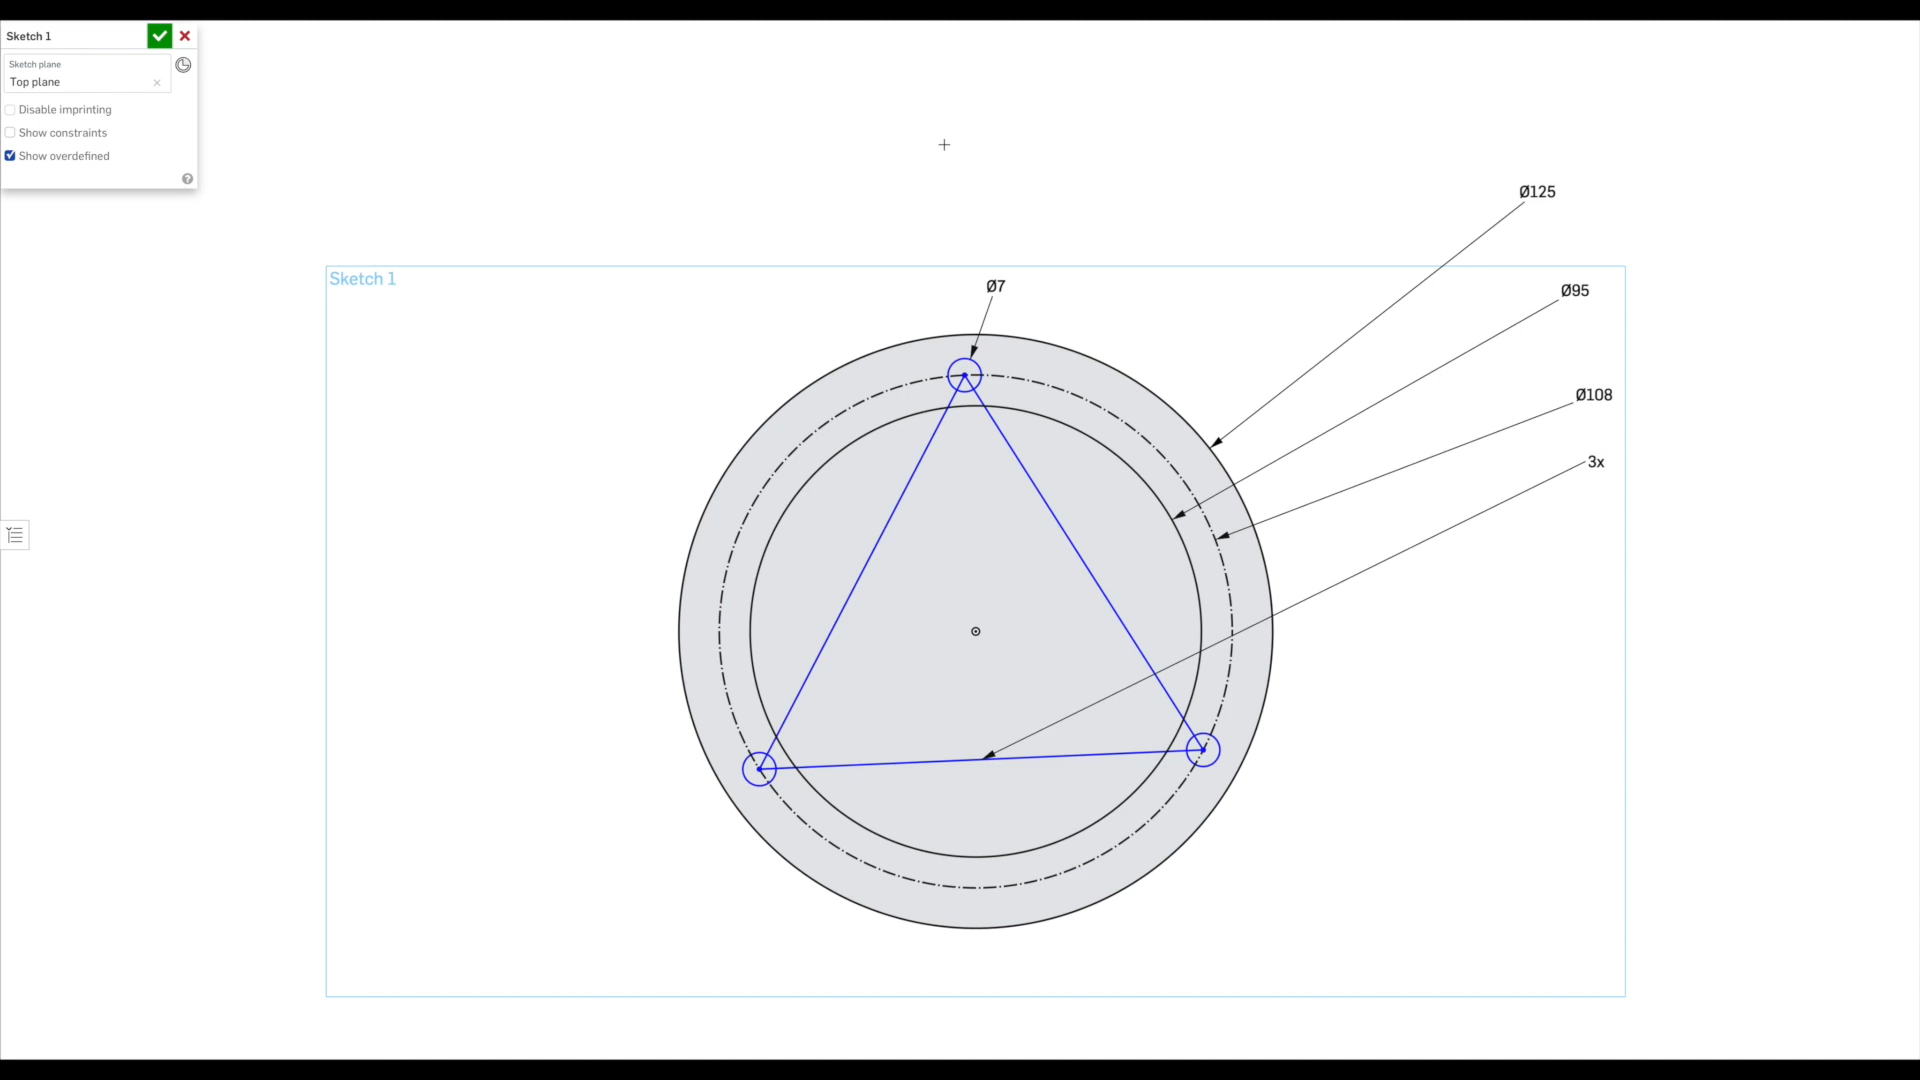 Sketch 1
Sketch plane
Top plane
Disable imprinting
Show constraints
Show overdefined
Sketch 1
Ø7
Ø125
Ø95
Ø108
3x